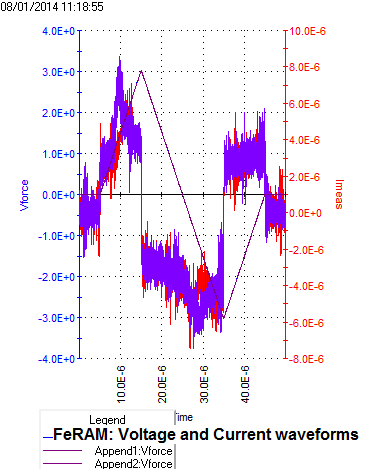 08/01/2014 11:18:55
4.0E+0
3.0E+0
2.0E+0
1.0E+0
0.0E+0
-1.0E+0
-2.0E+0
-3.0E+0
-4.0E+0
Vforce
10.0E-6
8.0E-6
6.0E-6
4.0E-6
2.0E-6
0.0E+0
-2.0E-6
-4.0E-6
-6.0E-6
-8.0E-6
Imeas
10.0E-6
20.0E-6
30.0E-6
40.0E-6
Time
Legend
FeRAM: Voltage and Current waveforms
Append1:Vforce
Append2:Vforce